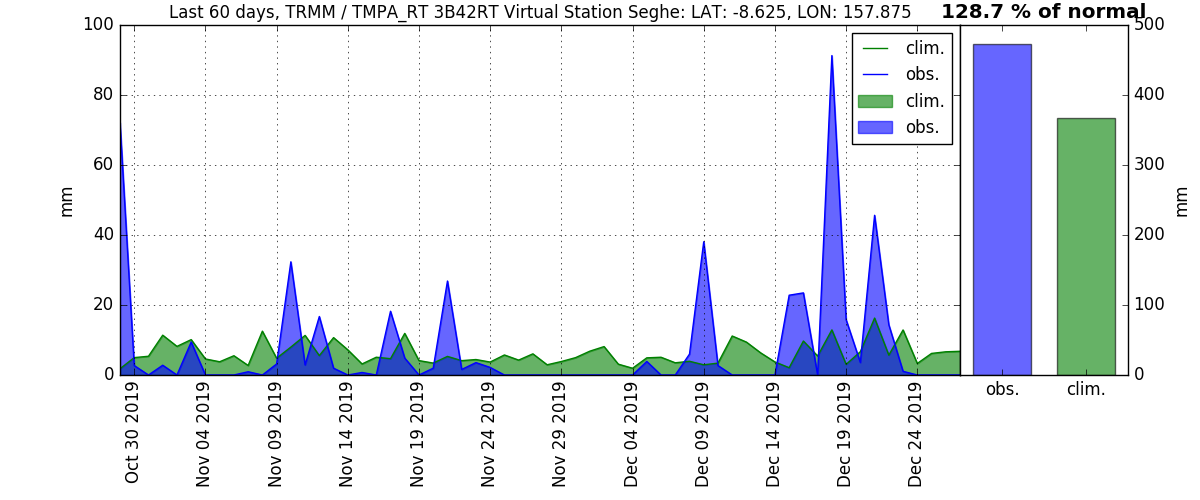 Last 60 days, TRMM / TMPA_RT 3B42RT Virtual Station Seghe: LAT: -8.625, LON: 157.875
128.7 % of normal
100
80
60
40
20
0
mm
clim.
obs.
clim.
obs.
Oct 30 2019
Nov 04 2019
Nov 09 2019
Nov 14 2019
Nov 19 2019
Nov 24 2019
Nov 29 2019
Dec 04 2019
Dec 09 2019
Dec 14 2019
Dec 19 2019
Dec 24 2019
500
400
300
200
100
0
mm
obs.
clim.